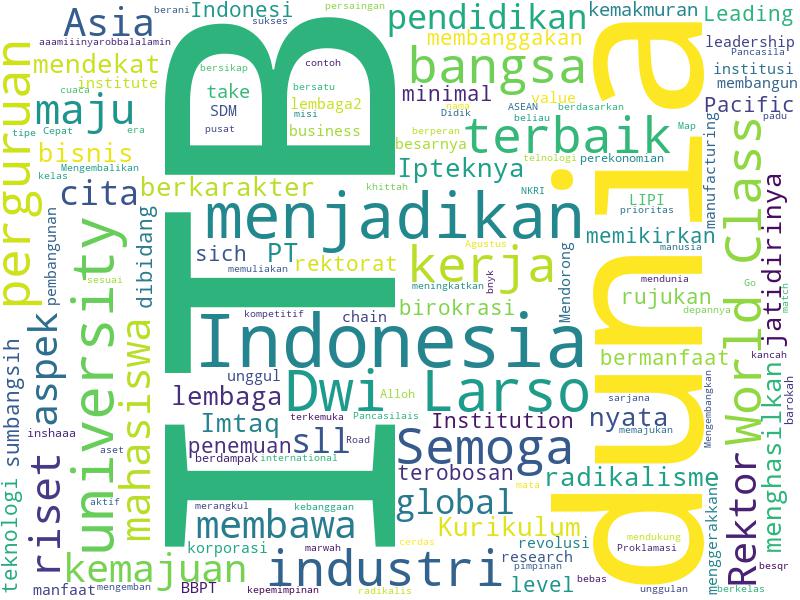 ITB
dunia
Indonesia
menjadikan
Dwi Larso
terbaik
bangsa
kerja
Semoga
industri
university
World Class
perguruan
Rektor
riset
maju
Asia
cita
pendidikan
global
membawa
kemajuan
mahasiswa
aspek
sll
nyata
radikalisme
Kurikulum
menghasilkan
jatidirinya
Pacific
Ipteknya
berkarakter
bisnis
mendekat
membanggakan
minimal
kemakmuran
Leading
leadership
Pancasila
institusi
membangun
padu
Indonesi
berani
sukses
persaingan
aaamiiinyarobbalalamin
institute
cuaca
tipe
Cepat
era
Mengembalikan
kelas
bersikap
contoh
take
SDM
pusat
bersatu
lembaga2
misi
business
value
ASEAN
berdasarkan
nama
Didik
beliau
berperan
besarnya
Map
telnologi
perekonomian
khittah
NKRI
LIPI
prioritas
manufacturing
memikirkan
manusia
mendunia
rujukan
depannya
Go
match
kancah
barokah
bermanfaat
sarjana
memajukan
Mengembangkan
sich
PT
rektorat
memuliakan
Agustus
meningkatkan
bnyk
Mendorong
birokrasi
kompetitif
chain
unggul
lembaga
Alloh
terkemuka
Pancasilais
Imtaq
Institution
penemuan
Road
berdampak
international
terobosan
mata
merangkul
kebanggaan
korporasi
marwah
cerdas
revolusi
research
pimpinan
level
bebas
mendukung
Proklamasi
unggulan
menggerakkan
besqr
berkelas
BBPT
kepemimpinan
radikalis
manfaat
mengemban
aktif
aset
inshaaa
teknologi
sumbangsih
pembangunan
dibidang
sesuai